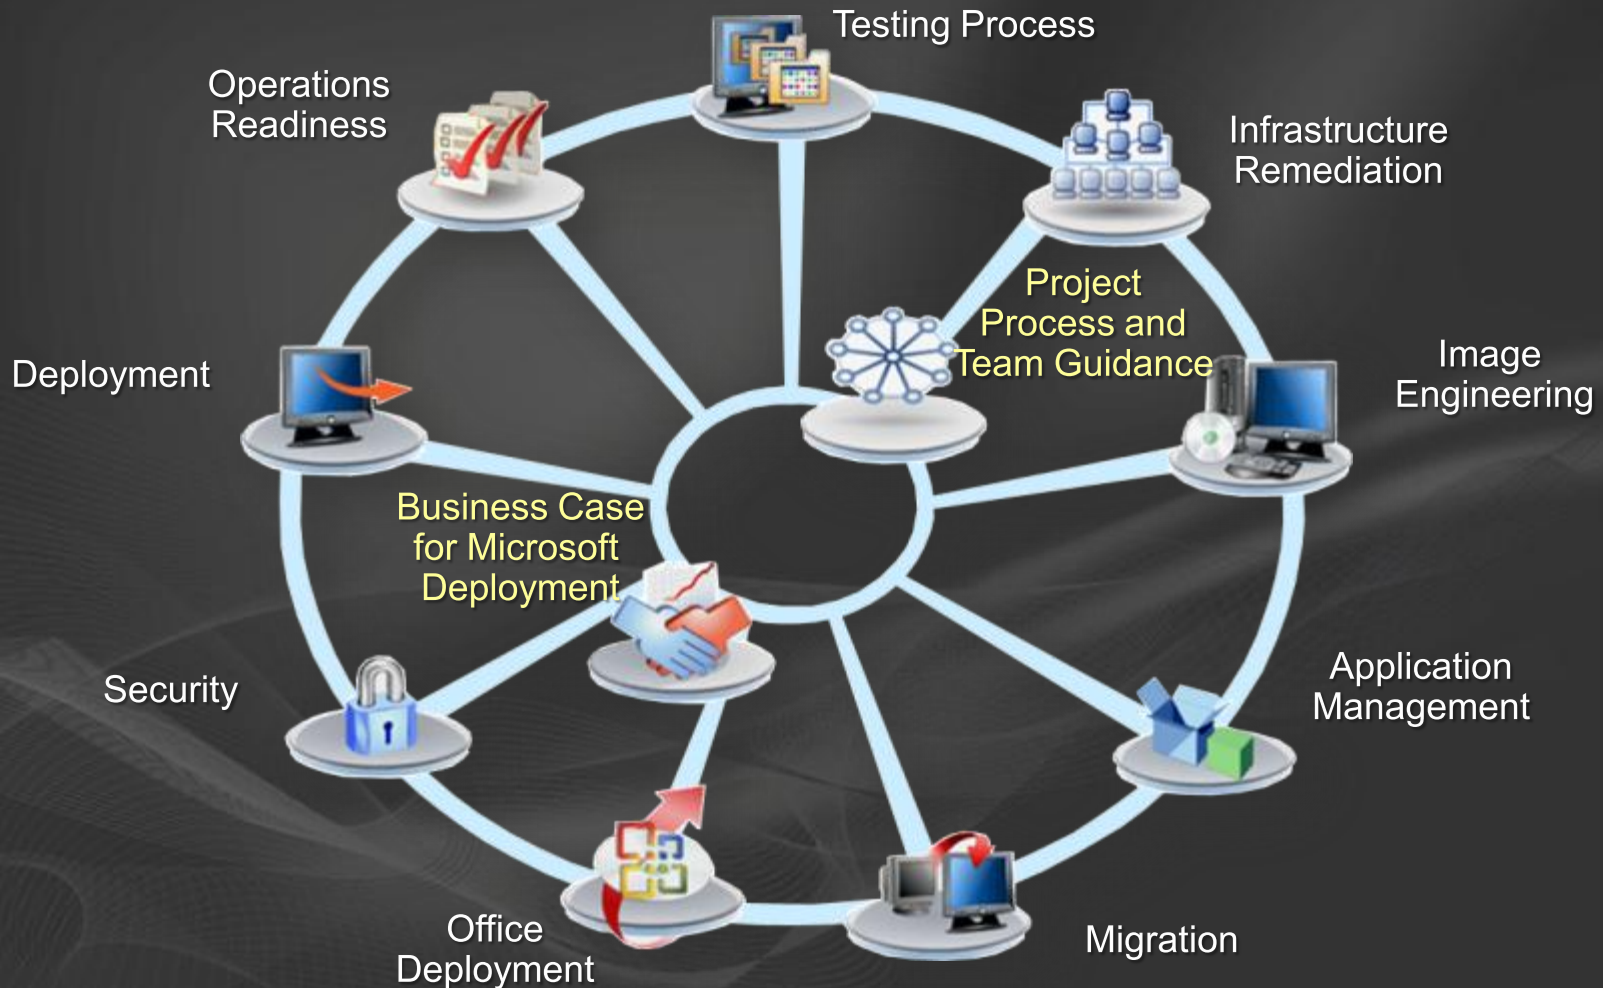 Testing Process
Operations
Readiness
Infrastructure
Remediation
Project
Process and
Team Guidance
Image
Engineering
Deployment
Business Case
for Microsoft
Deployment
Security
Application
Management
Office
Deployment
Migration